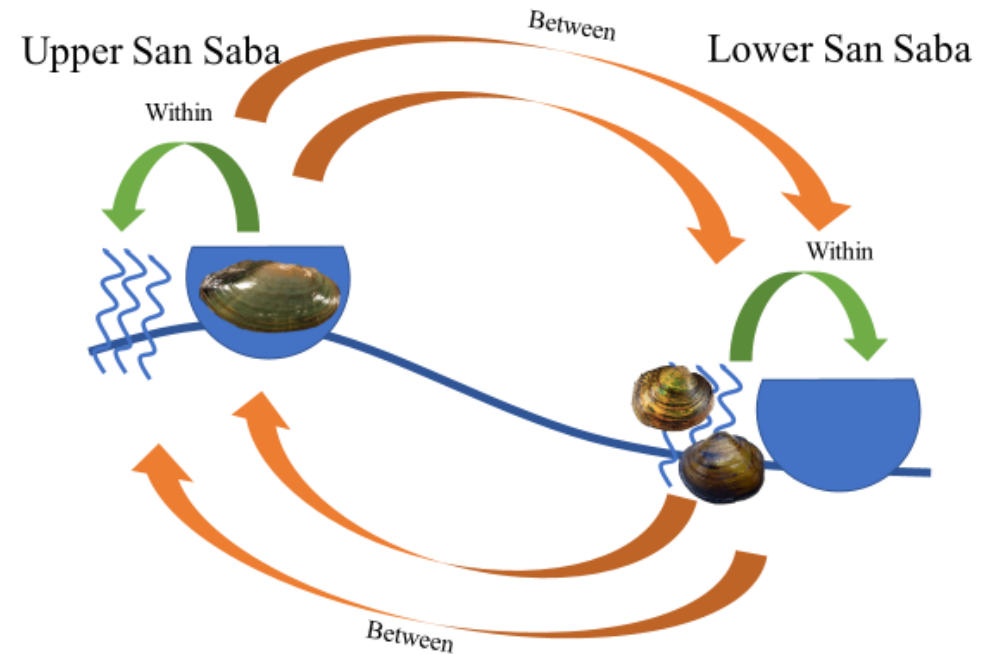 Between
Upper San Saba
Lower San Saba
Within
Within
Between